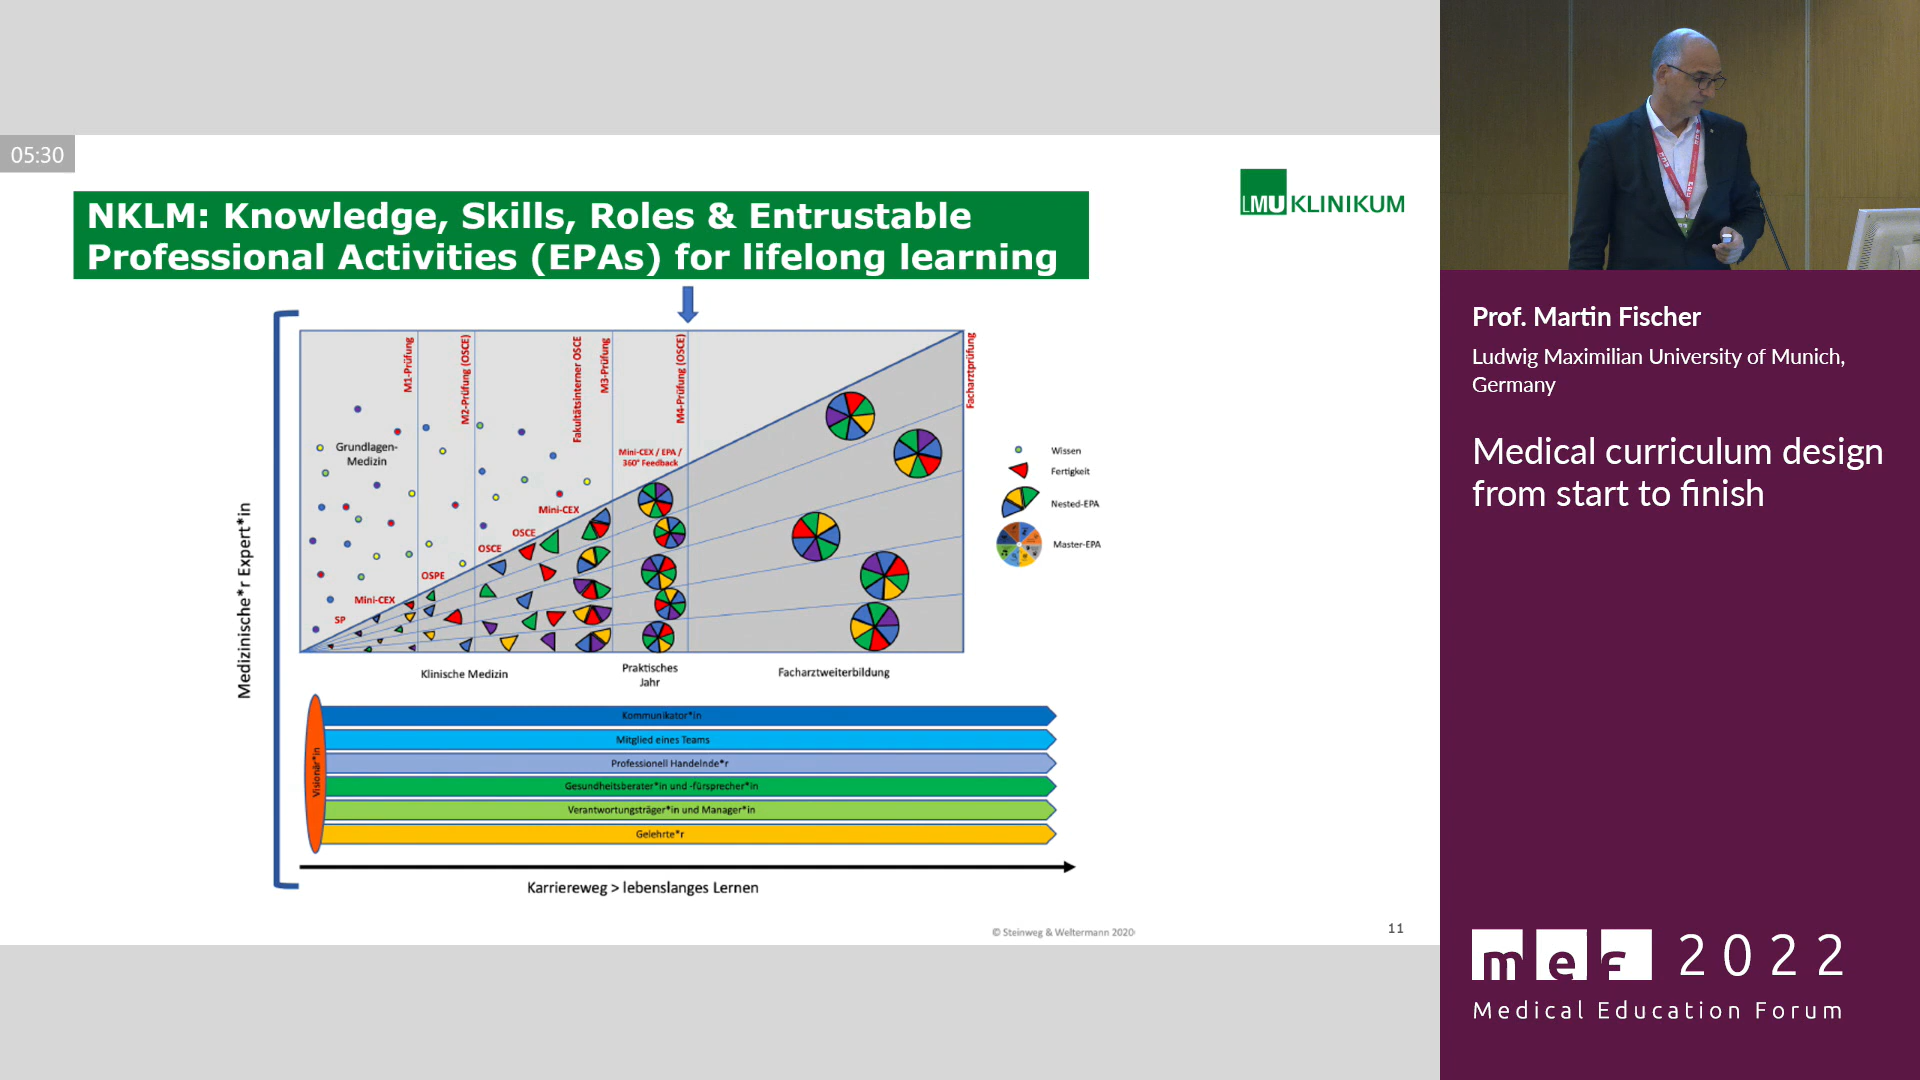 05:30
NKLM: Knowledge, Skills, Roles & Entrustable
Professional Activities (EPAs) for lifelong learning
LMU KLINIKUM
Medizinische*r Expert*in
M1-Prüfung
M2-Prüfung (OSCE)
Fakultätsinterner OSCE
M3-Prüfung
M4-Prüfung (OSCE)
Facharztprüfung
Grundlagen-
Medizin
Mini-CEX / EPA /
360° Feedback
Mini-CEX
OSCE
OSCE
OSPE
Mini-CEX
SP
Wissen
Fertigkeit
Nested-EPA
Master-EPA
Klinische Medizin
Praktisches
Jahr
Facharztweiterbildung
Visionär*in
Kommunikator*in
Mitglied eines Teams
Professionell Handelnde*r
Gesundheitsberater*in und -fürsprecher*in
Verantwortungsträger*in und Manager*in
Gelehrte*r
Karriereweg > lebenslanges Lernen
© Steinweg & Weltermann 2020
11
Prof. Martin Fischer
Ludwig Maximilian University of Munich,
Germany
Medical curriculum design
from start to finish
mef 2022
Medical Education Forum